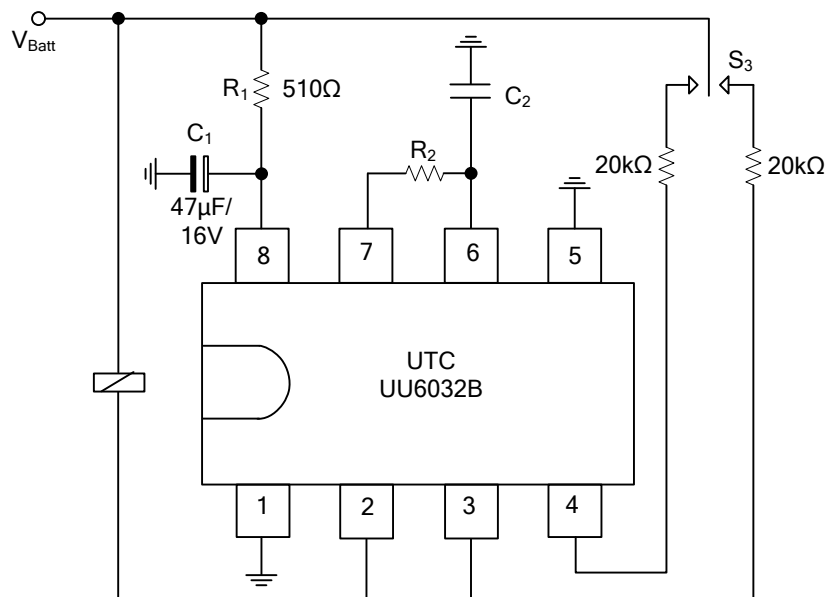 V_Batt
R₁ 510Ω
C₁
47μF/
16V
C₂
R₂
S₃
20kΩ
20kΩ
8
7
6
5
UTC
UU6032B
1
2
3
4